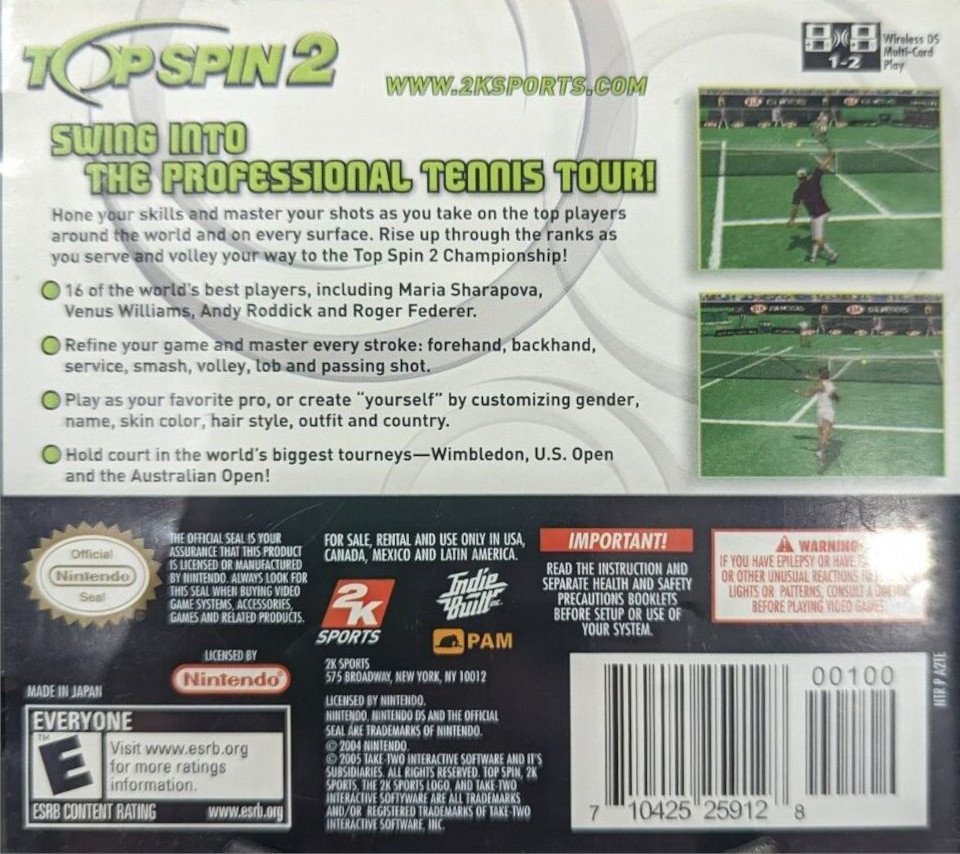 TOP SPIN 2
WWW.2KSPORTS.COM
1-2
Wireless DS
Multi-Card
Play
SWING INTO
THE PROFESSIONAL TENNIS TOUR!
Hone your skills and master your shots as you take on the top players
around the world and on every surface. Rise up through the ranks as
you serve and volley your way to the Top Spin 2 Championship!
16 of the world's best players, including Maria Sharapova,
Venus Williams, Andy Roddick and Roger Federer.
Refine your game and master every stroke: forehand, backhand,
service, smash, volley, lob and passing shot.
Play as your favorite pro, or create "yourself" by customizing gender,
name, skin color, hair style, outfit and country.
Hold court in the world's biggest tourneys—Wimbledon, U.S. Open
and the Australian Open!
Official
Nintendo
Seal
THE OFFICIAL SEAL IS YOUR
ASSURANCE THAT THIS PRODUCT
IS LICENSED OR MANUFACTURED
BY NINTENDO. ALWAYS LOOK FOR
THIS SEAL WHEN BUYING VIDEO
GAME SYSTEMS, ACCESSORIES,
GAMES AND RELATED PRODUCTS.
LICENSED BY
Nintendo
MADE IN JAPAN
EVERYONE
E
Visit www.esrb.org
for more ratings
information.
ESRB CONTENT RATING www.esrb.org
FOR SALE, RENTAL AND USE ONLY IN USA,
CANADA, MEXICO AND LATIN AMERICA.
2K
SPORTS
Indie
Built INC.
PAM
2K SPORTS
575 BROADWAY, NEW YORK, NY 10012
LICENSED BY NINTENDO.
NINTENDO, NINTENDO DS AND THE OFFICIAL
SEAL ARE TRADEMARKS OF NINTENDO.
© 2004 NINTENDO.
© 2005 TAKE-TWO INTERACTIVE SOFTWARE AND IT'S
SUBSIDIARIES. ALL RIGHTS RESERVED. TOP SPIN, 2K
SPORTS, THE 2K SPORTS LOGO, AND TAKE-TWO
INTERACTIVE SOFTWARE ARE ALL TRADEMARKS
AND/OR REGISTERED TRADEMARKS OF TAKE-TWO
INTERACTIVE SOFTWARE, INC.
IMPORTANT!
READ THE INSTRUCTION AND
SEPARATE HEALTH AND SAFETY
PRECAUTIONS BOOKLETS
BEFORE SETUP OR USE OF
YOUR SYSTEM.
WARNING
IF YOU HAVE EPILEPSY OR HAVE
OR OTHER UNUSUAL REACTIONS
LIGHTS OR PATTERNS, CONSULT A
BEFORE PLAYING VIDEO GAMES.
00100
7 10425 25912 8
NTR P A2TE